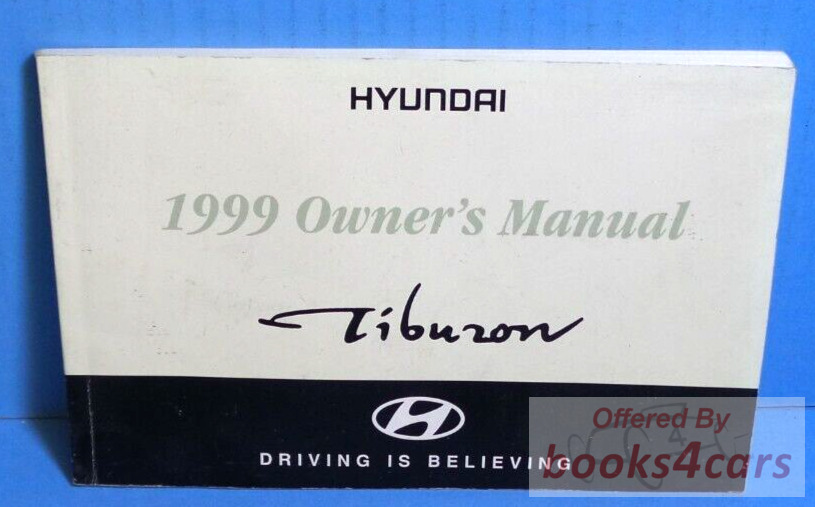 HYUNDAI
1999 Owner's Manual
Tiburon
DRIVING IS BELIEVING
Offered By
books4cars